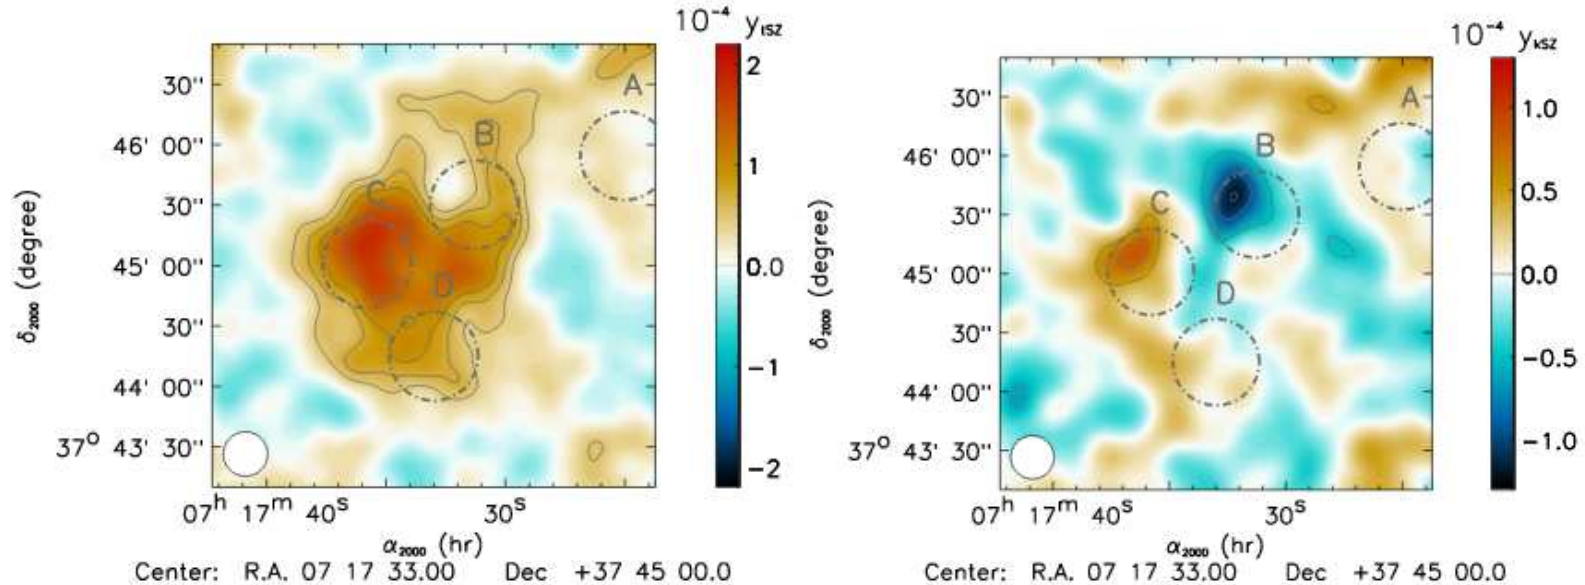 10⁻⁴ y_tSZ
2
1
0.0
−1
−2
A
B
C
D
30''
46' 00''
30''
45' 00''
30''
44' 00''
37° 43' 30''
δ₂₀₀₀ (degree)
07ʰ 17ᵐ 40ˢ 30ˢ
α₂₀₀₀ (hr)
Center: R.A. 07 17 33.00 Dec +37 45 00.0
10⁻⁴ y_kSZ
1.0
0.5
0.0
−0.5
−1.0
A
B
C
D
30''
46' 00''
30''
45' 00''
30''
44' 00''
37° 43' 30''
δ₂₀₀₀ (degree)
07ʰ 17ᵐ 40ˢ 30ˢ
α₂₀₀₀ (hr)
Center: R.A. 07 17 33.00 Dec +37 45 00.0